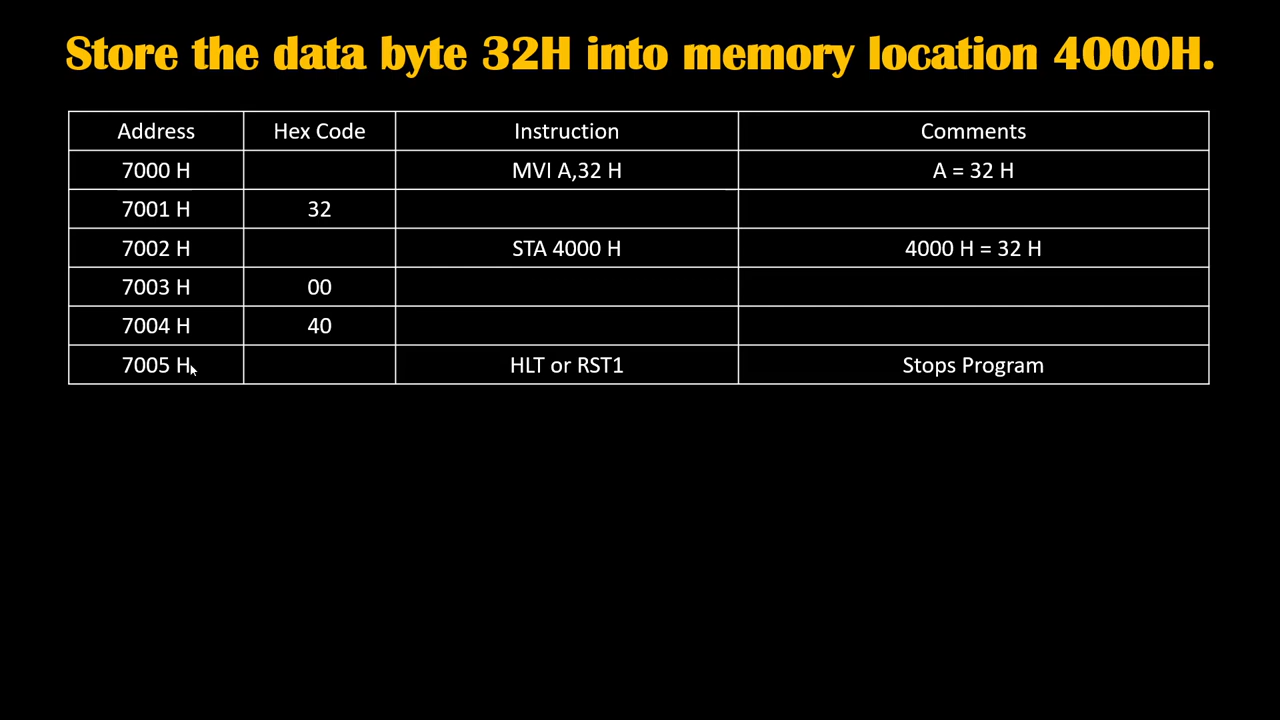 Store the data byte 32H into memory location 4000H.
Address Hex Code Instruction Comments
7000 H MVI A,32 H A = 32 H
7001 H 32
7002 H STA 4000 H 4000 H = 32 H
7003 H 00
7004 H 40
7005 H HLT or RST1 Stops Program